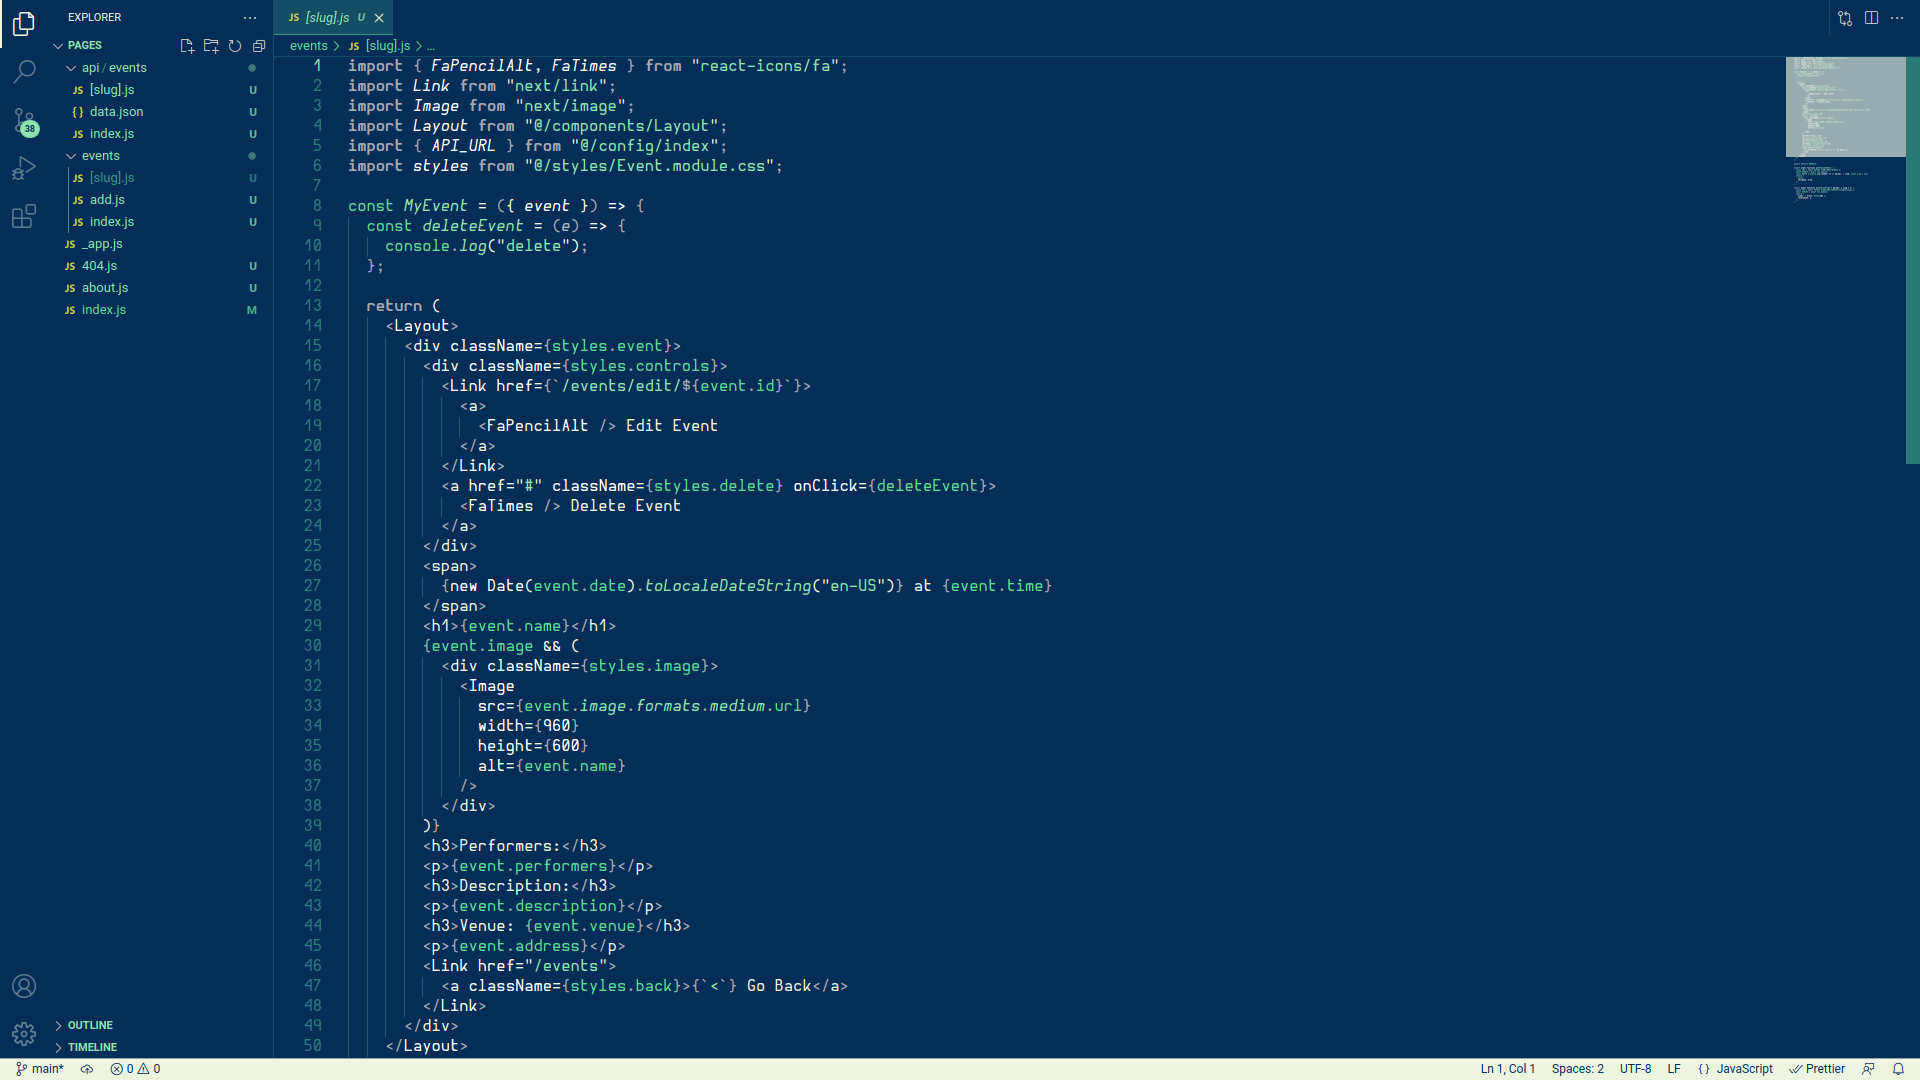 EXPLORER
PAGES
api / events
JS [slug].js U
{ } data.json U
JS index.js U
events
JS [slug].js U
JS add.js U
JS index.js U
JS _app.js
JS 404.js U
JS about.js U
JS index.js M
38
OUTLINE
TIMELINE
JS [slug].js U
events > JS [slug].js > ...
1 import { FaPencilAlt, FaTimes } from "react-icons/fa";
2 import Link from "next/link";
3 import Image from "next/image";
4 import Layout from "@/components/Layout";
5 import { API_URL } from "@/config/index";
6 import styles from "@/styles/Event.module.css";
7
8 const MyEvent = ({ event }) => {
9 const deleteEvent = (e) => {
10 console.log("delete");
11 };
12
13 return (
14 <Layout>
15 <div className={styles.event}>
16 <div className={styles.controls}>
17 <Link href={`/events/edit/${event.id}`}>
18 <a>
19 <FaPencilAlt /> Edit Event
20 </a>
21 </Link>
22 <a href="#" className={styles.delete} onClick={deleteEvent}>
23 <FaTimes /> Delete Event
24 </a>
25 </div>
26 <span>
27 {new Date(event.date).toLocaleDateString("en-US")} at {event.time}
28 </span>
29 <h1>{event.name}</h1>
30 {event.image && (
31 <div className={styles.image}>
32 <Image
33 src={event.image.formats.medium.url}
34 width={960}
35 height={600}
36 alt={event.name}
37 />
38 </div>
39 )}
40 <h3>Performers:</h3>
41 <p>{event.performers}</p>
42 <h3>Description:</h3>
43 <p>{event.description}</p>
44 <h3>Venue: {event.venue}</h3>
45 <p>{event.address}</p>
46 <Link href="/events">
47 <a className={styles.back}>{`<`} Go Back</a>
48 </Link>
49 </div>
50 </Layout>
main* 0 0
Ln 1, Col 1 Spaces: 2 UTF-8 LF { } JavaScript Prettier